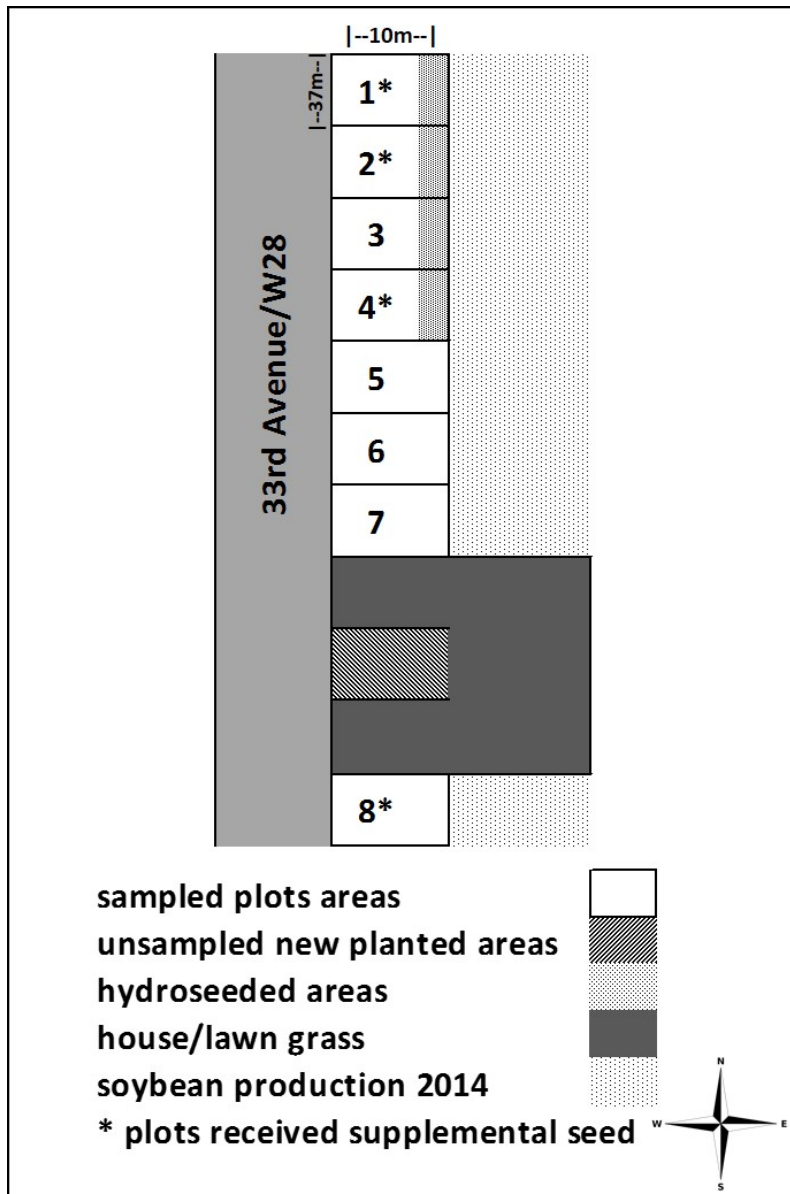 |--10m--|
|--37m--|
1*
2*
3
4*
5
6
7
33rd Avenue/W28
8*
sampled plots areas
unsampled new planted areas
hydroseeded areas
house/lawn grass
soybean production 2014
* plots received supplemental seed
N
W
E
S